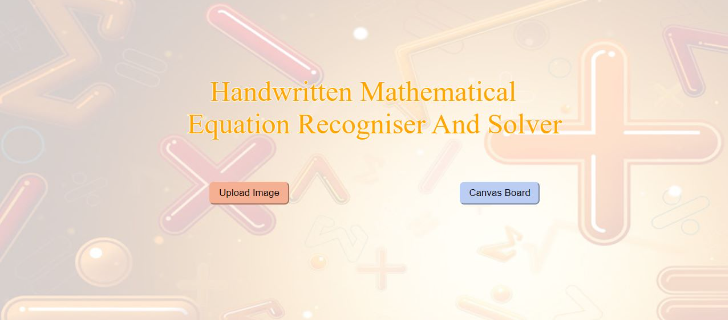 Handwritten Mathematical
Equation Recogniser And Solver
Upload Image
Canvas Board